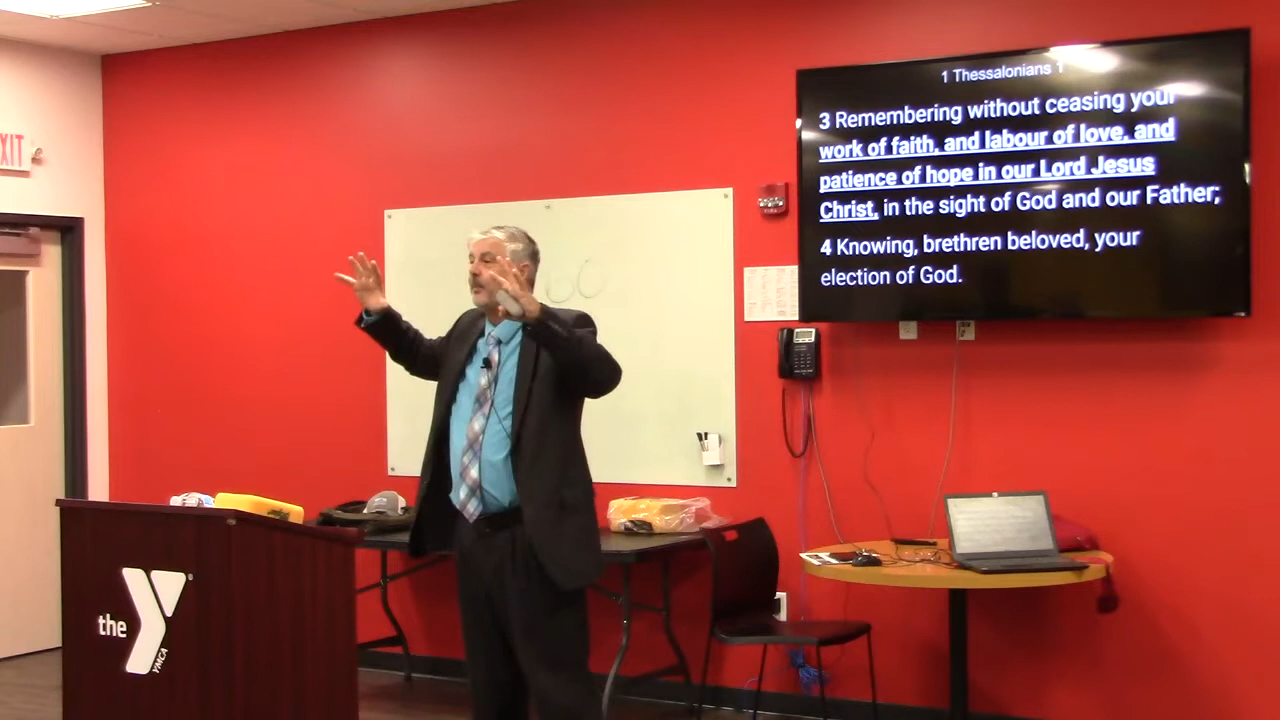 EXIT
1 Thessalonians 1
3 Remembering without ceasing your
work of faith, and labour of love, and
patience of hope in our Lord Jesus
Christ, in the sight of God and our Father;
4 Knowing, brethren beloved, your
election of God.
60
FIRE
the Y
YMCA